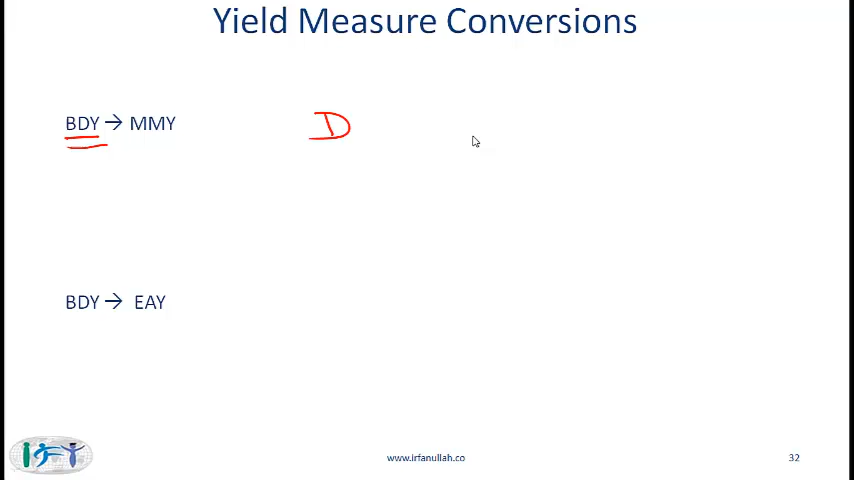 Yield Measure Conversions
BDY → MMY D
BDY → EAY
www.irfanullah.co 32